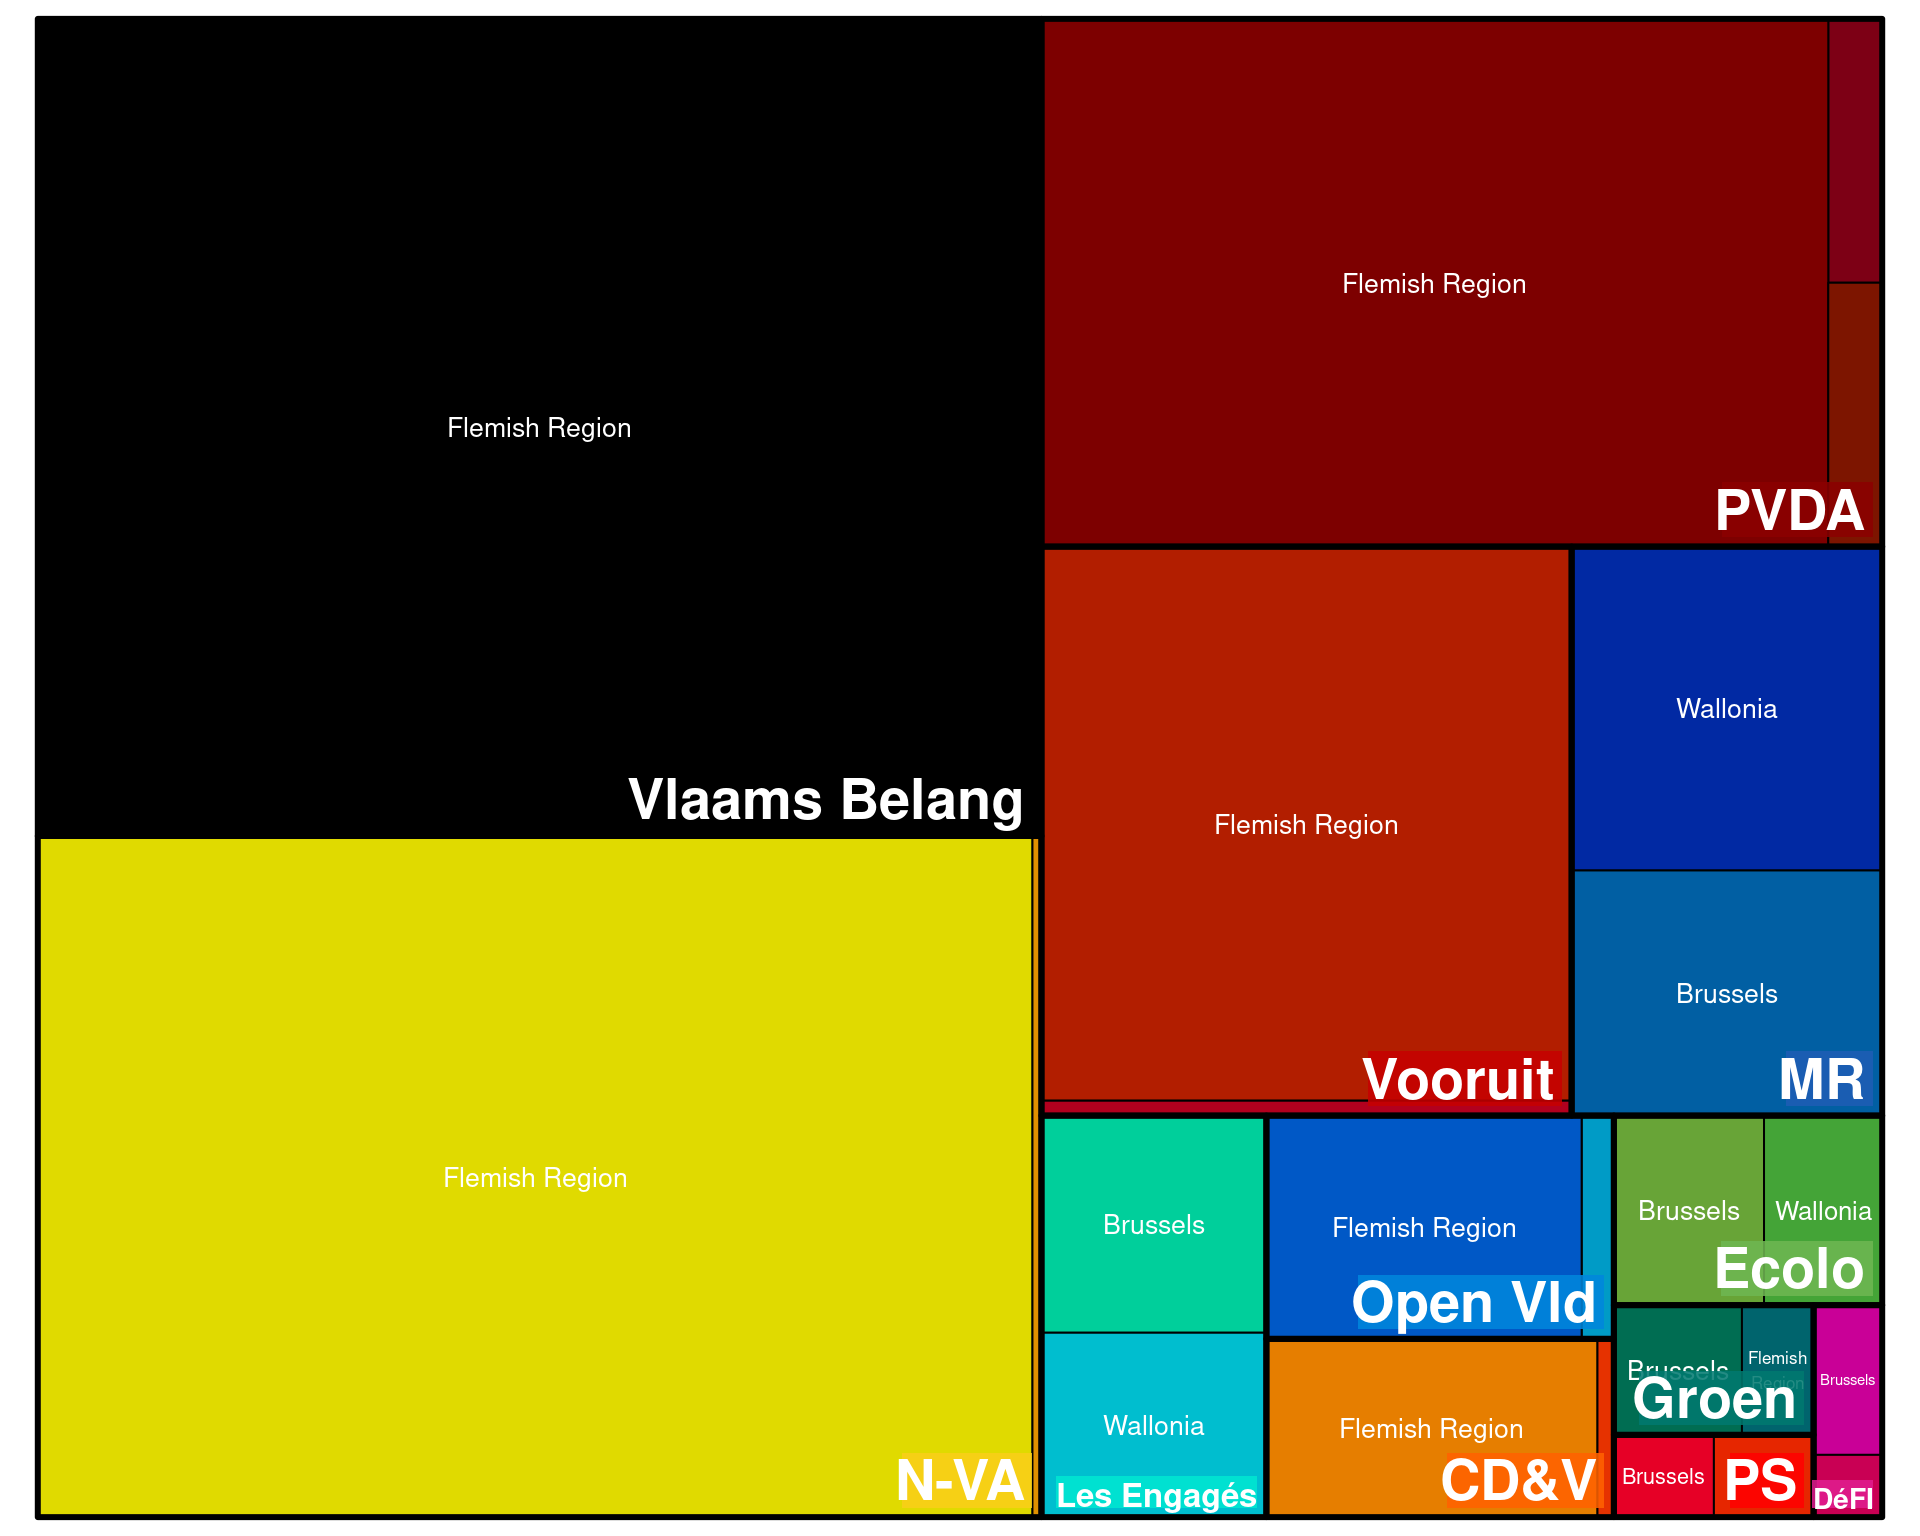 Flemish Region
Vlaams Belang
Flemish Region
N-VA
Flemish Region
PVDA
Flemish Region
Vooruit
Wallonia
Brussels
MR
Brussels
Wallonia
Les Engagés
Flemish Region
Open Vld
Flemish Region
CD&V
Brussels
Wallonia
Ecolo
Brussels
Flemish
Region
Groen
Brussels
PS
Brussels
DéFI